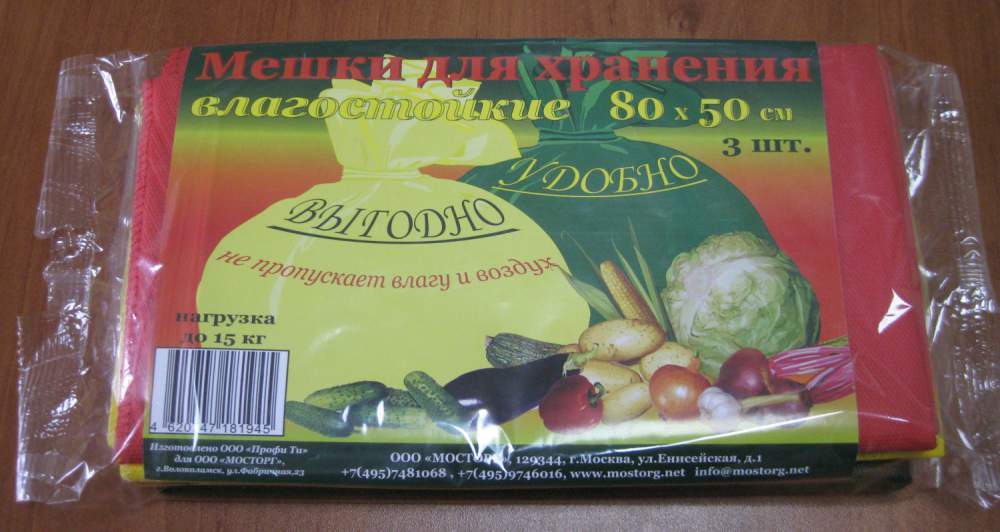 Мешки для хранения
влагостойкие 80 х 50 см
3 шт.
УДОБНО
ВЫГОДНО
не пропускает влагу и воздух
нагрузка
до 15 кг
4 620747 181945
Изготовлено ООО «Профи Ти»
для ООО «МОСТОРГ»,
г.Волоколамск, ул.Фабричная,23
ООО «МОСТОРГ», 129344, г.Москва, ул.Енисейская, д.1
+7(495)7481068 , +7(495)9746016, www.mostorg.net info@mostorg.net